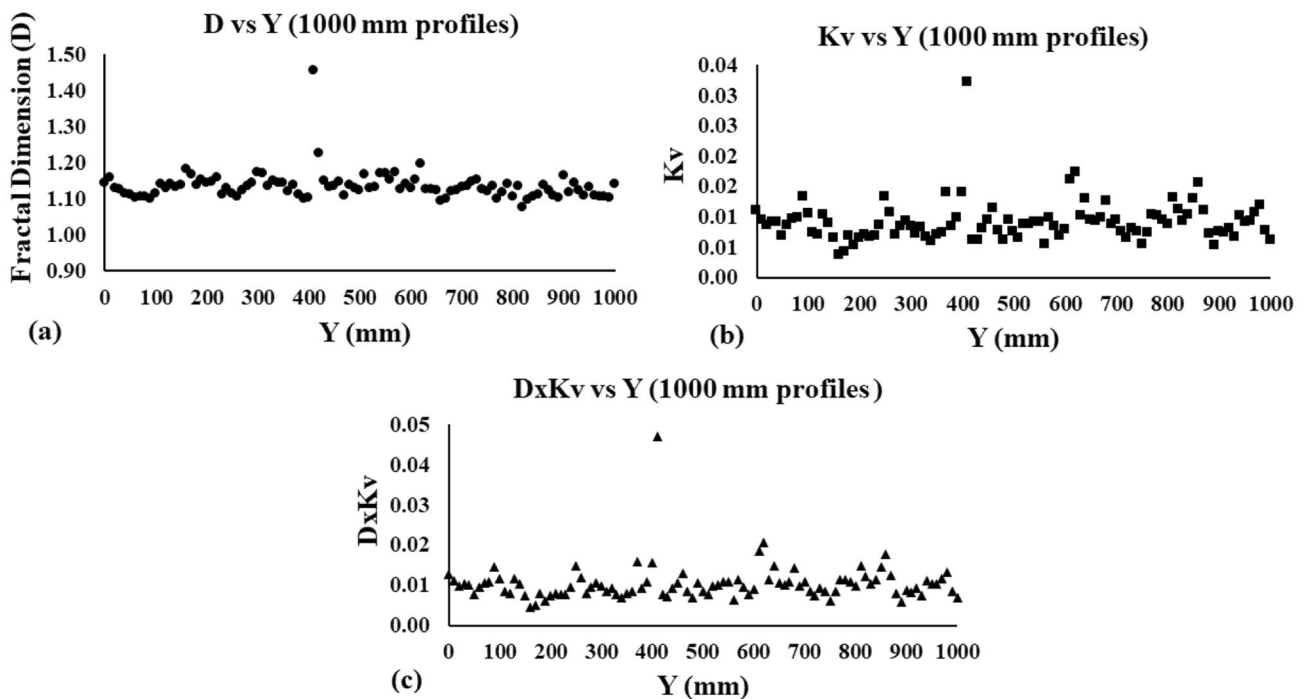 D vs Y (1000 mm profiles)
Fractal Dimension (D)
1.50
1.40
1.30
1.20
1.10
1.00
0.90
0 100 200 300 400 500 600 700 800 900 1000
(a)
Y (mm)
Kv vs Y (1000 mm profiles)
Kv
0.04
0.03
0.03
0.02
0.02
0.01
0.01
0.00
0 100 200 300 400 500 600 700 800 900 1000
(b)
Y (mm)
DxKv vs Y (1000 mm profiles)
DxKv
0.05
0.04
0.03
0.02
0.01
0.00
0 100 200 300 400 500 600 700 800 900 1000
(c)
Y (mm)